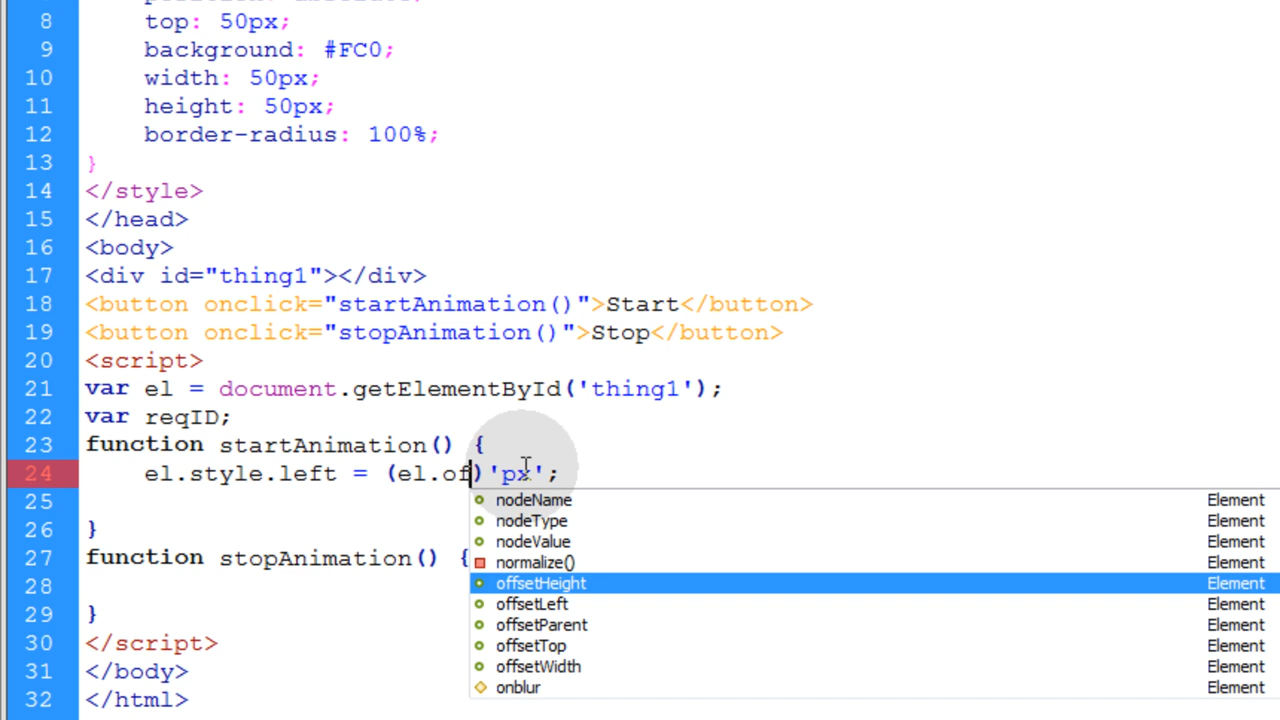 8 top: 50px;
9 background: #FC0;
10 width: 50px;
11 height: 50px;
12 border-radius: 100%;
13 }
14 </style>
15 </head>
16 <body>
17 <div id="thing1"></div>
18 <button onclick="startAnimation()">Start</button>
19 <button onclick="stopAnimation()">Stop</button>
20 <script>
21 var el = document.getElementById('thing1');
22 var reqID;
23 function startAnimation() {
24 el.style.left = (el.of)'px';
25
26 }
27 function stopAnimation() {
28
29 }
30 </script>
31 </body>
32 </html>
nodeName Element
nodeType Element
nodeValue Element
normalize() Element
offsetHeight Element
offsetLeft Element
offsetParent Element
offsetTop Element
offsetWidth Element
onblur Element